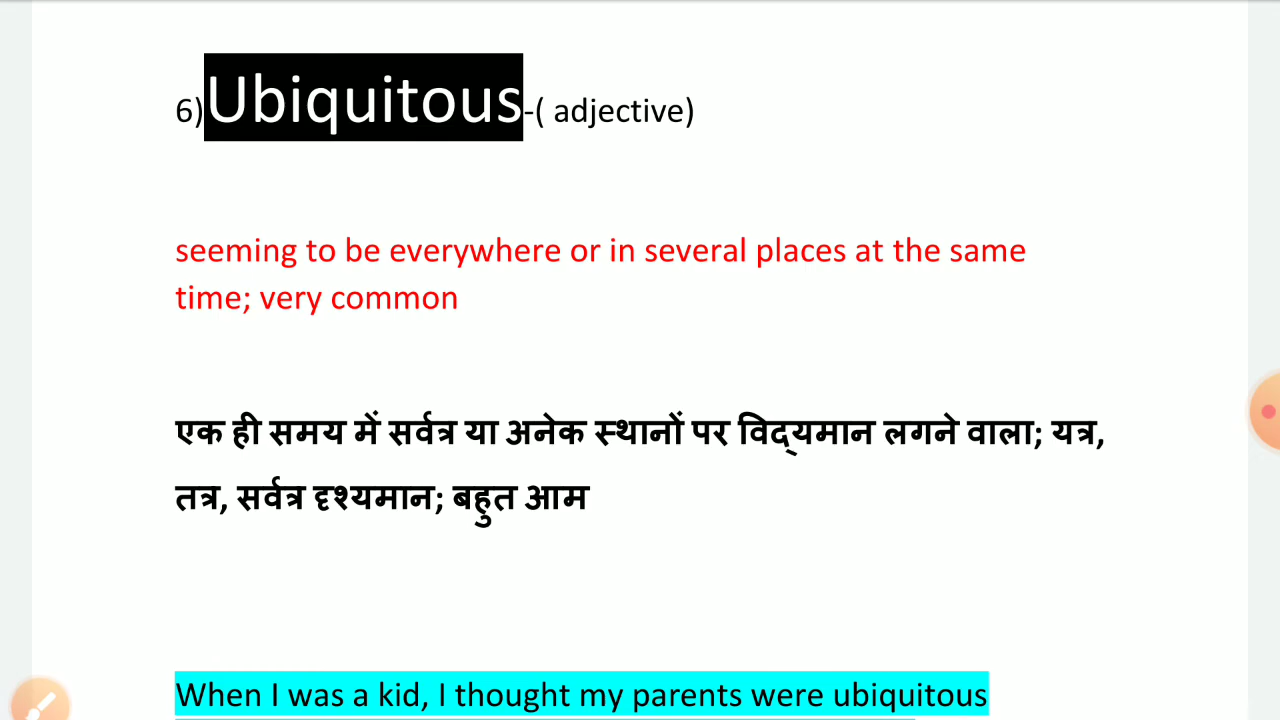 6)Ubiquitous-( adjective)
seeming to be everywhere or in several places at the same
time; very common
एक ही समय में सर्वत्र या अनेक स्थानों पर विद्यमान लगने वाला; यत्र,
तत्र, सर्वत्र दृश्यमान; बहुत आम
When I was a kid, I thought my parents were ubiquitous